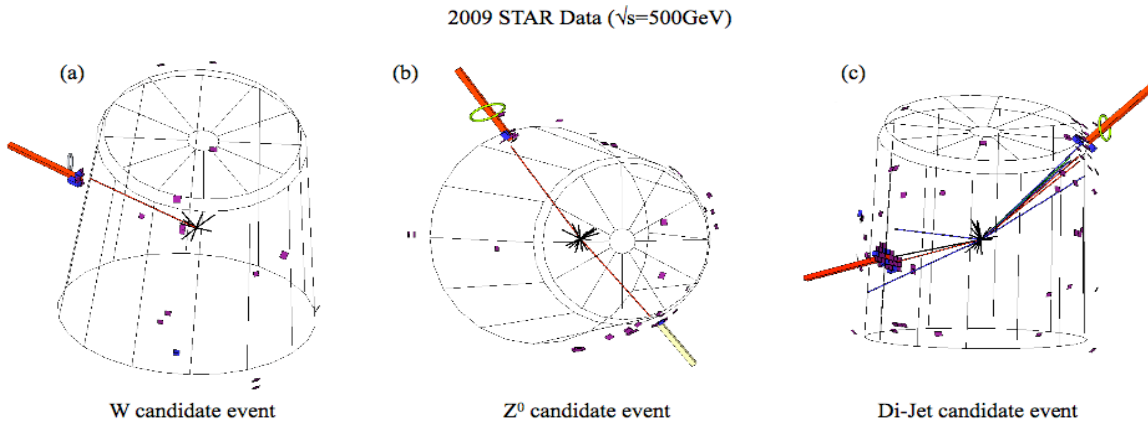 2009 STAR Data (√s=500GeV)
(a)
(b)
(c)
W candidate event
Z⁰ candidate event
Di-Jet candidate event